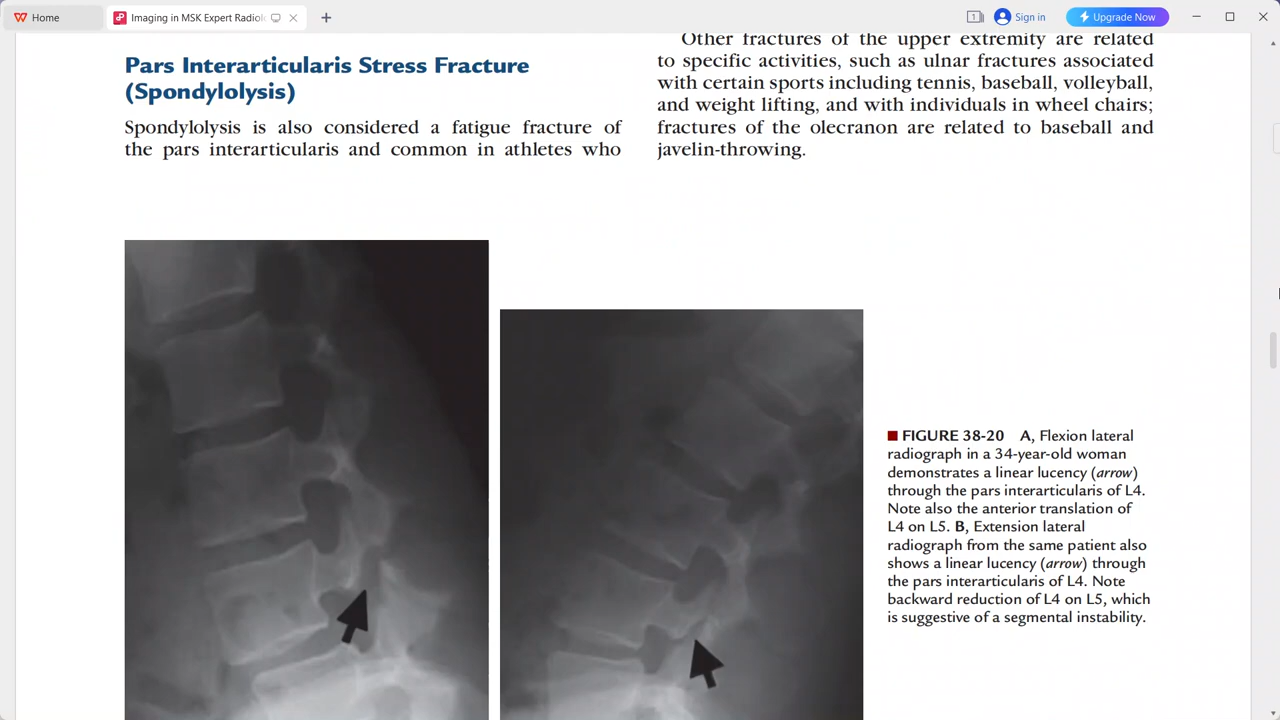 Home
Imaging in MSK Expert Radiolo
1
Sign in
Upgrade Now
Pars Interarticularis Stress Fracture
(Spondylolysis)
Spondylolysis is also considered a fatigue fracture of
the pars interarticularis and common in athletes who
Other fractures of the upper extremity are related
to specific activities, such as ulnar fractures associated
with certain sports including tennis, baseball, volleyball,
and weight lifting, and with individuals in wheel chairs;
fractures of the olecranon are related to baseball and
javelin-throwing.
FIGURE 38-20 A, Flexion lateral
radiograph in a 34-year-old woman
demonstrates a linear lucency (arrow)
through the pars interarticularis of L4.
Note also the anterior translation of
L4 on L5. B, Extension lateral
radiograph from the same patient also
shows a linear lucency (arrow) through
the pars interarticularis of L4. Note
backward reduction of L4 on L5, which
is suggestive of a segmental instability.